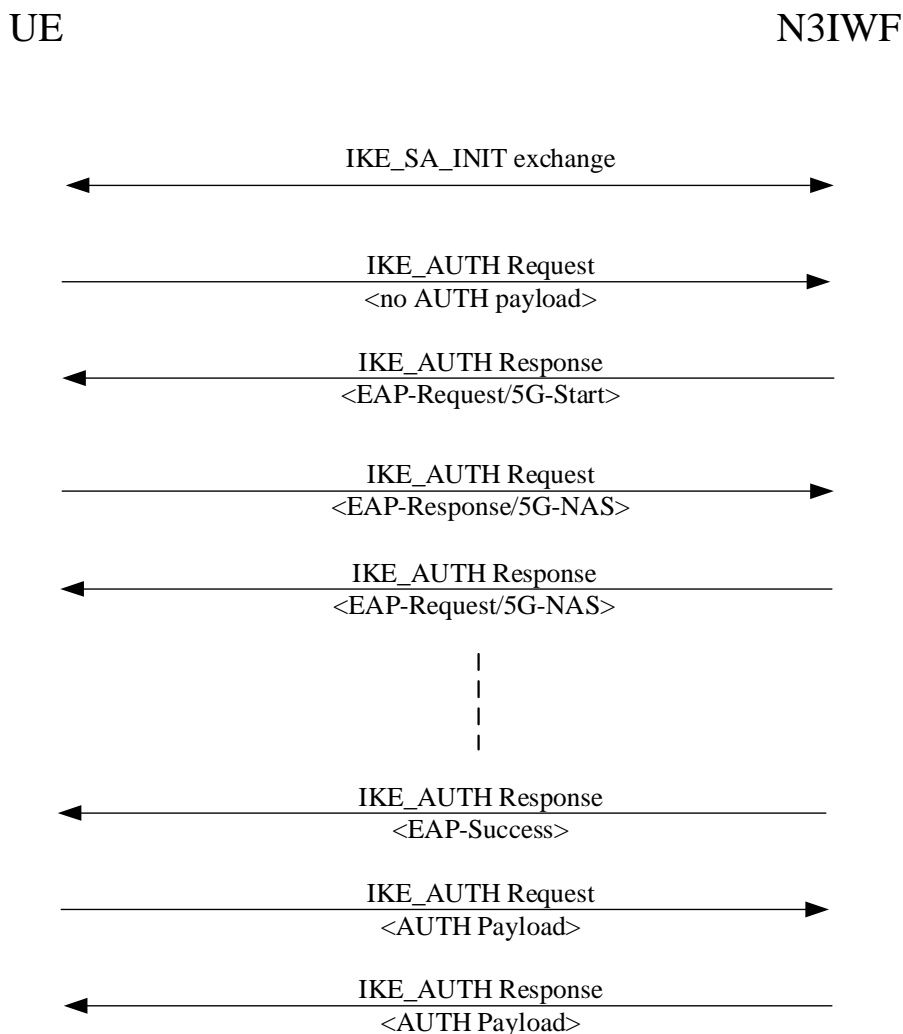 UE
N3IWF
IKE_SA_INIT exchange
IKE_AUTH Request
<no AUTH payload>
IKE_AUTH Response
<EAP-Request/5G-Start>
IKE_AUTH Request
<EAP-Response/5G-NAS>
IKE_AUTH Response
<EAP-Request/5G-NAS>
IKE_AUTH Response
<EAP-Success>
IKE_AUTH Request
<AUTH Payload>
IKE_AUTH Response
<AUTH Payload>